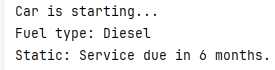 Car is starting...
Fuel type: Diesel
Static: Service due in 6 months.